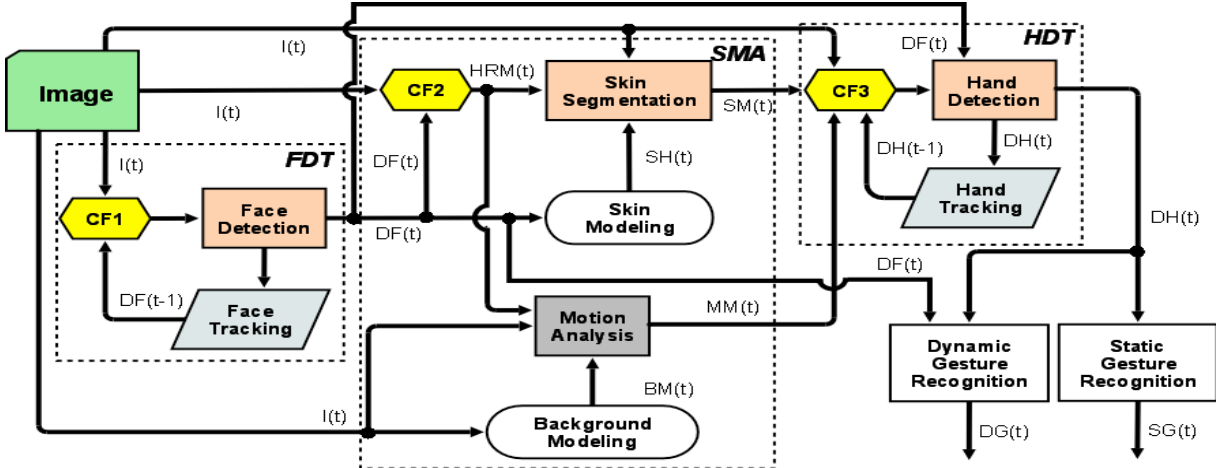 I(t)
SMA
DF(t)
HDT
Image
I(t)
CF2
HRM(t)
Skin
Segmentation
SM(t)
CF3
Hand
Detection
I(t)
FDT
DF(t)
SH(t)
DH(t-1)
DH(t)
CF1
Face
Detection
DF(t)
Skin
Modeling
Hand
Tracking
DH(t)
DF(t-1)
Face
Tracking
Motion
Analysis
MM(t)
DF(t)
Dynamic
Gesture
Recognition
Static
Gesture
Recognition
I(t)
BM(t)
Background
Modeling
DG(t)
SG(t)